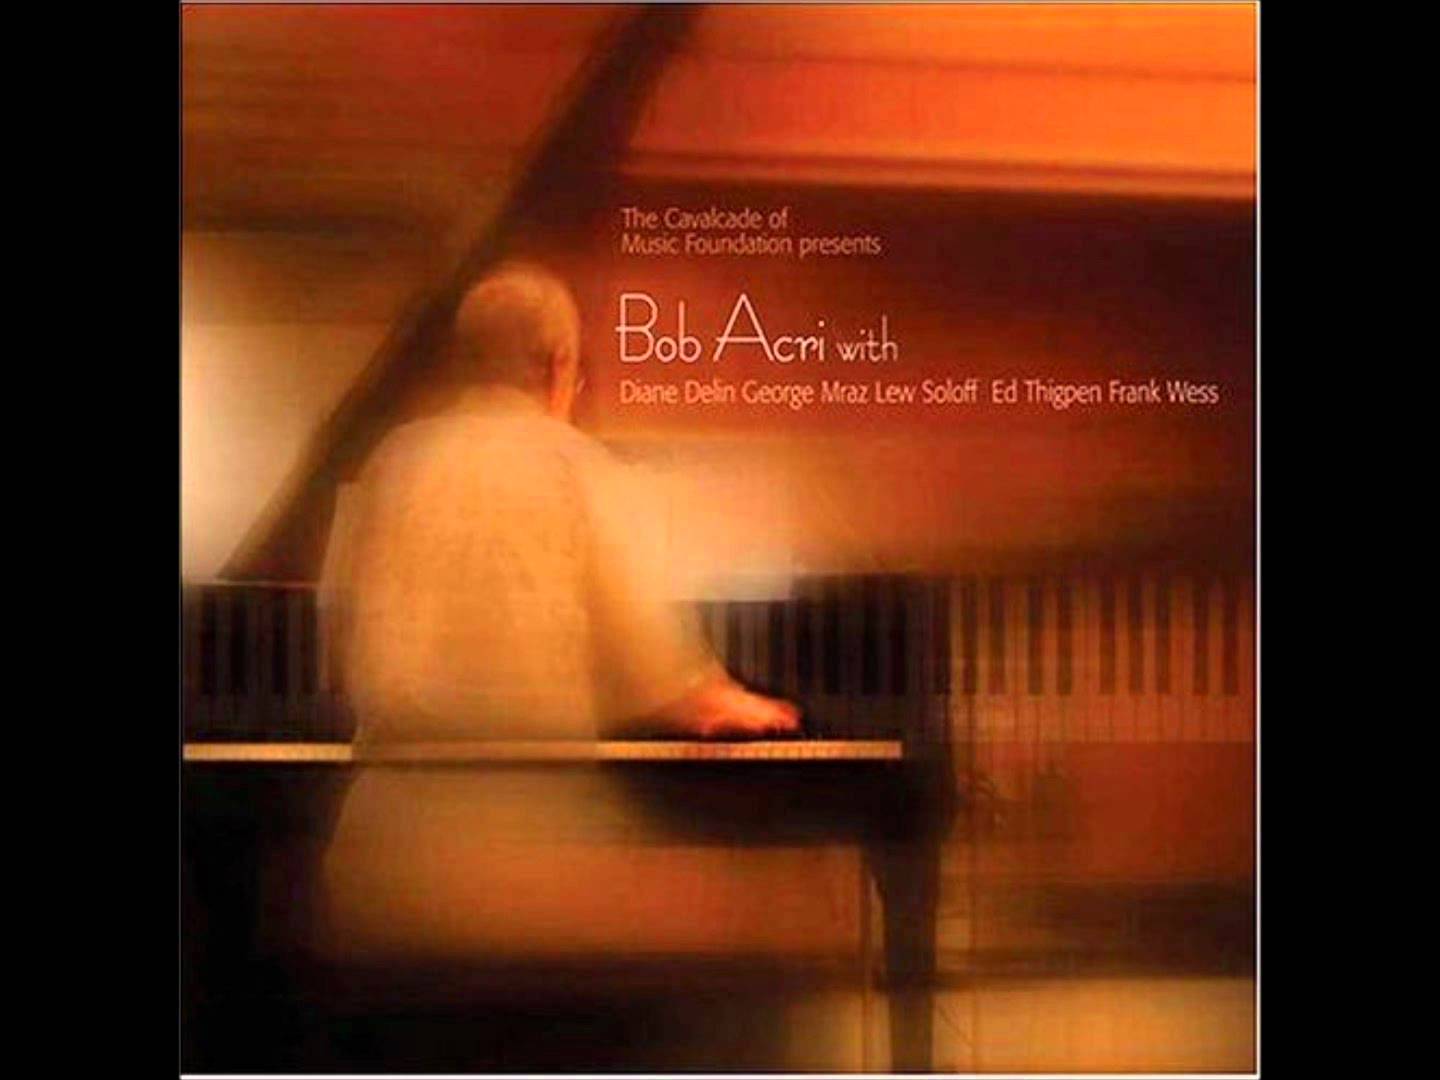 The Cavalcade of
Music Foundation presents
Bob Acri with
Diane Delin George Mraz Lew Soloff Ed Thigpen Frank Wess